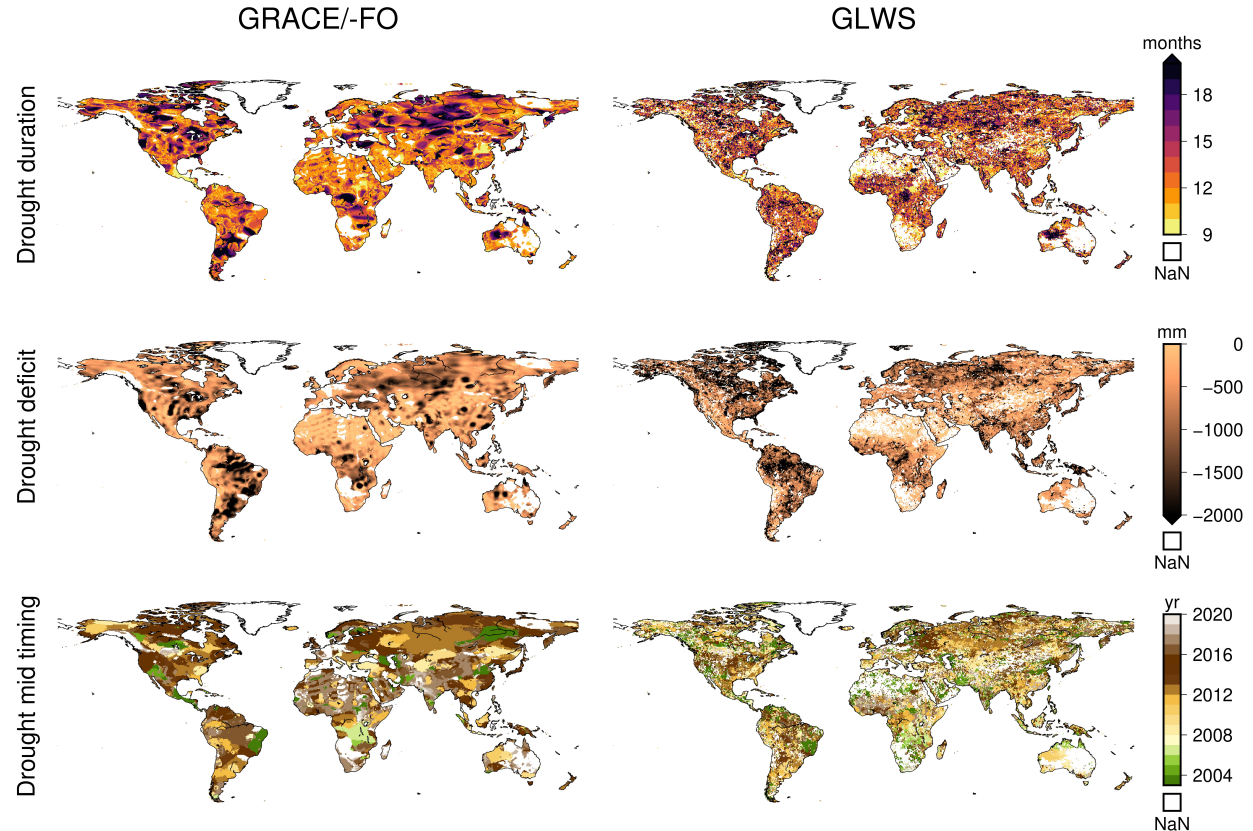 GRACE/-FO
GLWS
Drought duration
months
18
15
12
9
NaN
Drought deficit
mm
0
−500
−1000
−1500
−2000
NaN
Drought mid timing
yr
2020
2016
2012
2008
2004
NaN